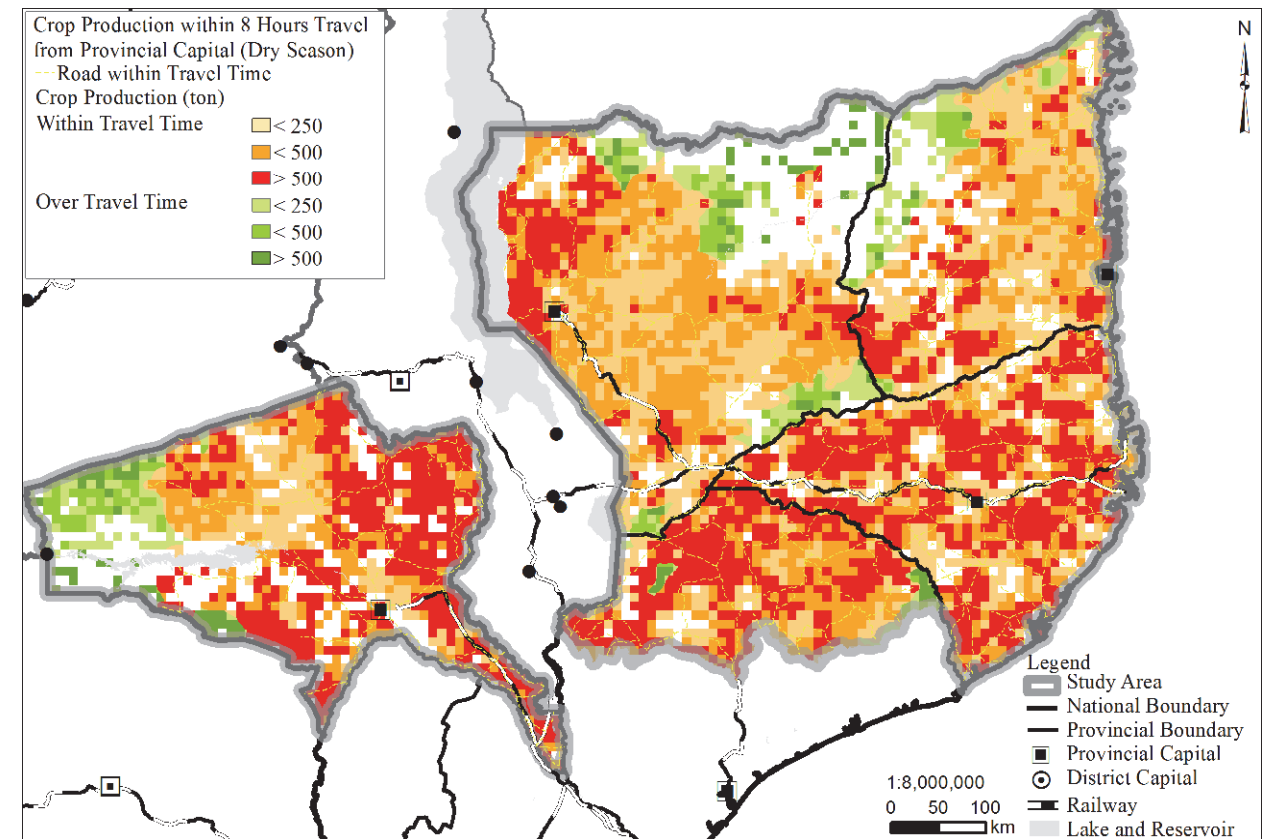 Crop Production within 8 Hours Travel
from Provincial Capital (Dry Season)
Road within Travel Time
Crop Production (ton)
Within Travel Time
< 250
< 500
> 500
Over Travel Time
< 250
< 500
> 500
N
Legend
Study Area
National Boundary
Provincial Boundary
Provincial Capital
District Capital
Railway
Lake and Reservoir
1:8,000,000
0 50 100
km